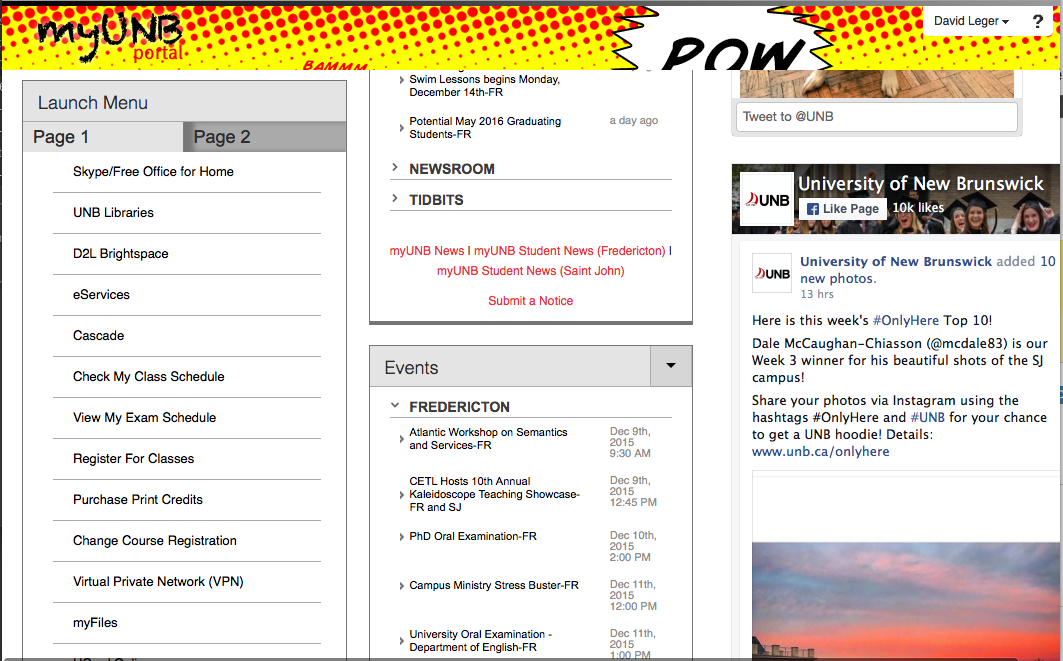 myUNB
portal
BAMMM
POW
David Leger
?
Launch Menu
Page 1
Page 2
Skype/Free Office for Home
UNB Libraries
D2L Brightspace
eServices
Cascade
Check My Class Schedule
View My Exam Schedule
Register For Classes
Purchase Print Credits
Change Course Registration
Virtual Private Network (VPN)
myFiles
Swim Lessons begins Monday,
December 14th-FR
Potential May 2016 Graduating
Students-FR
a day ago
NEWSROOM
TIDBITS
myUNB News I myUNB Student News (Fredericton) I
myUNB Student News (Saint John)
Submit a Notice
Events
FREDERICTON
Atlantic Workshop on Semantics
and Services-FR
Dec 9th,
2015
9:30 AM
CETL Hosts 10th Annual
Kaleidoscope Teaching Showcase-
FR and SJ
Dec 9th,
2015
12:45 PM
PhD Oral Examination-FR
Dec 10th,
2015
2:00 PM
Campus Ministry Stress Buster-FR
Dec 11th,
2015
12:00 PM
University Oral Examination -
Department of English-FR
Dec 11th,
2015
1:00 PM
Tweet to @UNB
UNB
University of New Brunswick
Like Page
10k likes
UNB
University of New Brunswick added 10
new photos.
13 hrs
Here is this week's #OnlyHere Top 10!
Dale McCaughan-Chiasson (@mcdale83) is our
Week 3 winner for his beautiful shots of the SJ
campus!
Share your photos via Instagram using the
hashtags #OnlyHere and #UNB for your chance
to get a UNB hoodie! Details:
www.unb.ca/onlyhere